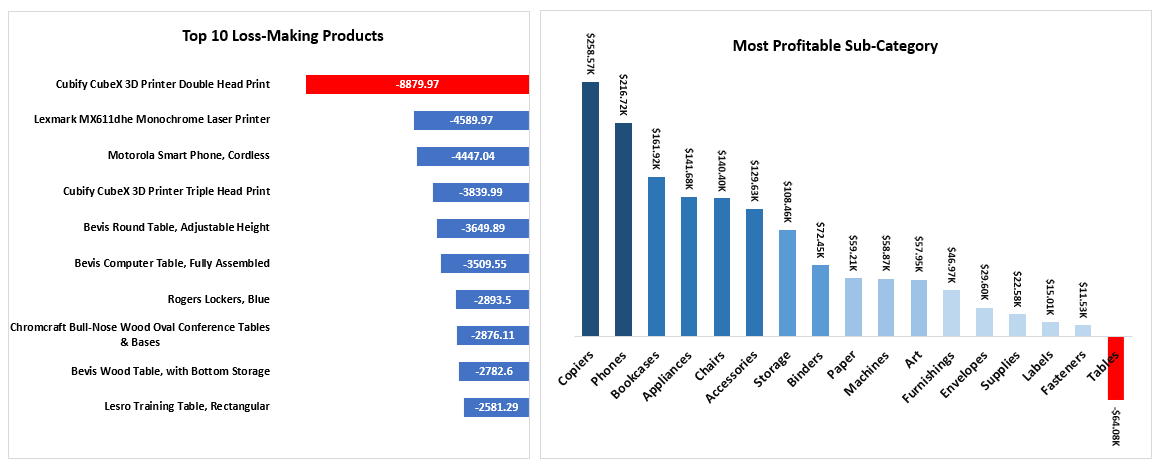 Top 10 Loss-Making Products
Cubify CubeX 3D Printer Double Head Print -8879.97
Lexmark MX611dhe Monochrome Laser Printer -4589.97
Motorola Smart Phone, Cordless -4447.04
Cubify CubeX 3D Printer Triple Head Print -3839.99
Bevis Round Table, Adjustable Height -3649.89
Bevis Computer Table, Fully Assembled -3509.55
Rogers Lockers, Blue -2893.5
Chromcraft Bull-Nose Wood Oval Conference Tables
& Bases -2876.11
Bevis Wood Table, with Bottom Storage -2782.6
Lesro Training Table, Rectangular -2581.29
Most Profitable Sub-Category
$258.57K
$216.72K
$161.92K
$141.68K
$140.40K
$129.63K
$108.46K
$72.45K
$59.21K
$58.87K
$57.95K
$46.97K
$29.60K
$22.58K
$15.01K
$11.53K
-$64.08K
Copiers
Phones
Bookcases
Appliances
Chairs
Accessories
Storage
Binders
Paper
Machines
Art
Furnishings
Envelopes
Supplies
Labels
Fasteners
Tables